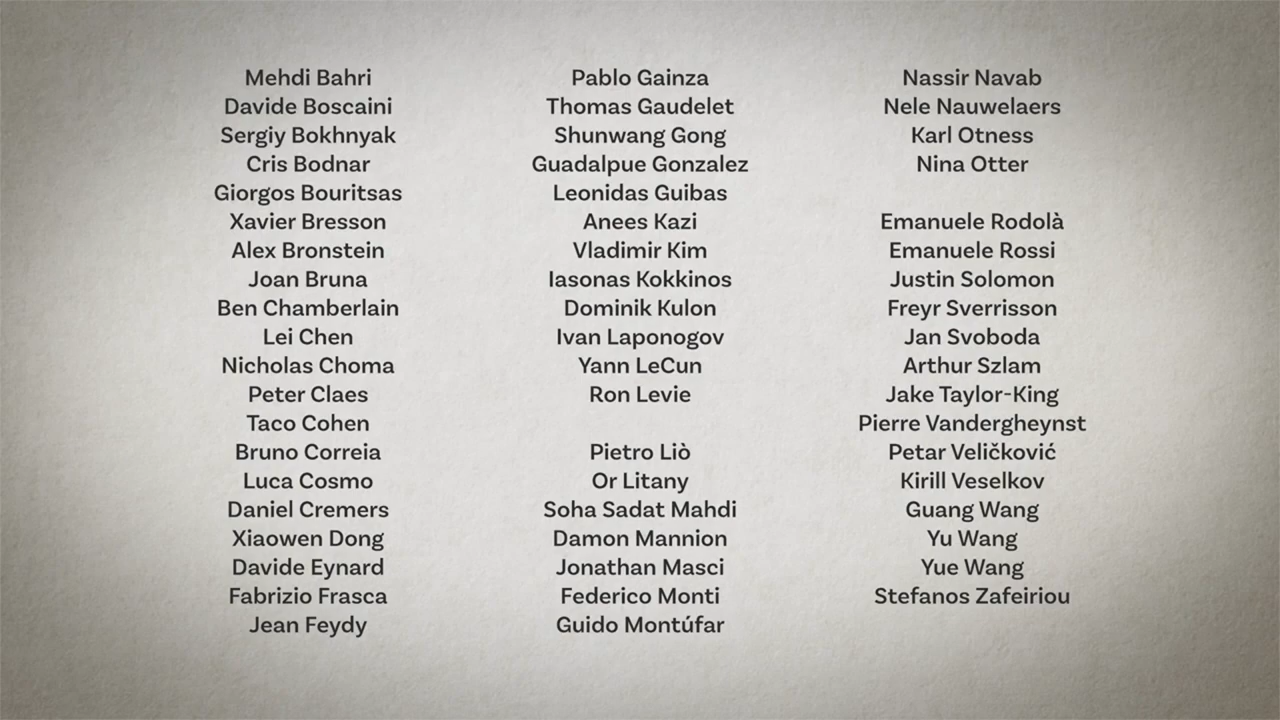 Mehdi Bahri
Davide Boscaini
Sergiy Bokhnyak
Cris Bodnar
Giorgos Bouritsas
Xavier Bresson
Alex Bronstein
Joan Bruna
Ben Chamberlain
Lei Chen
Nicholas Choma
Peter Claes
Taco Cohen
Bruno Correia
Luca Cosmo
Daniel Cremers
Xiaowen Dong
Davide Eynard
Fabrizio Frasca
Jean Feydy
Pablo Gainza
Thomas Gaudelet
Shunwang Gong
Guadalpue Gonzalez
Leonidas Guibas
Anees Kazi
Vladimir Kim
Iasonas Kokkinos
Dominik Kulon
Ivan Laponogov
Yann LeCun
Ron Levie
Pietro Liò
Or Litany
Soha Sadat Mahdi
Damon Mannion
Jonathan Masci
Federico Monti
Guido Montúfar
Nassir Navab
Nele Nauwelaers
Karl Otness
Nina Otter
Emanuele Rodolà
Emanuele Rossi
Justin Solomon
Freyr Sverrisson
Jan Svoboda
Arthur Szlam
Jake Taylor-King
Pierre Vandergheynst
Petar Veličković
Kirill Veselkov
Guang Wang
Yu Wang
Yue Wang
Stefanos Zafeiriou